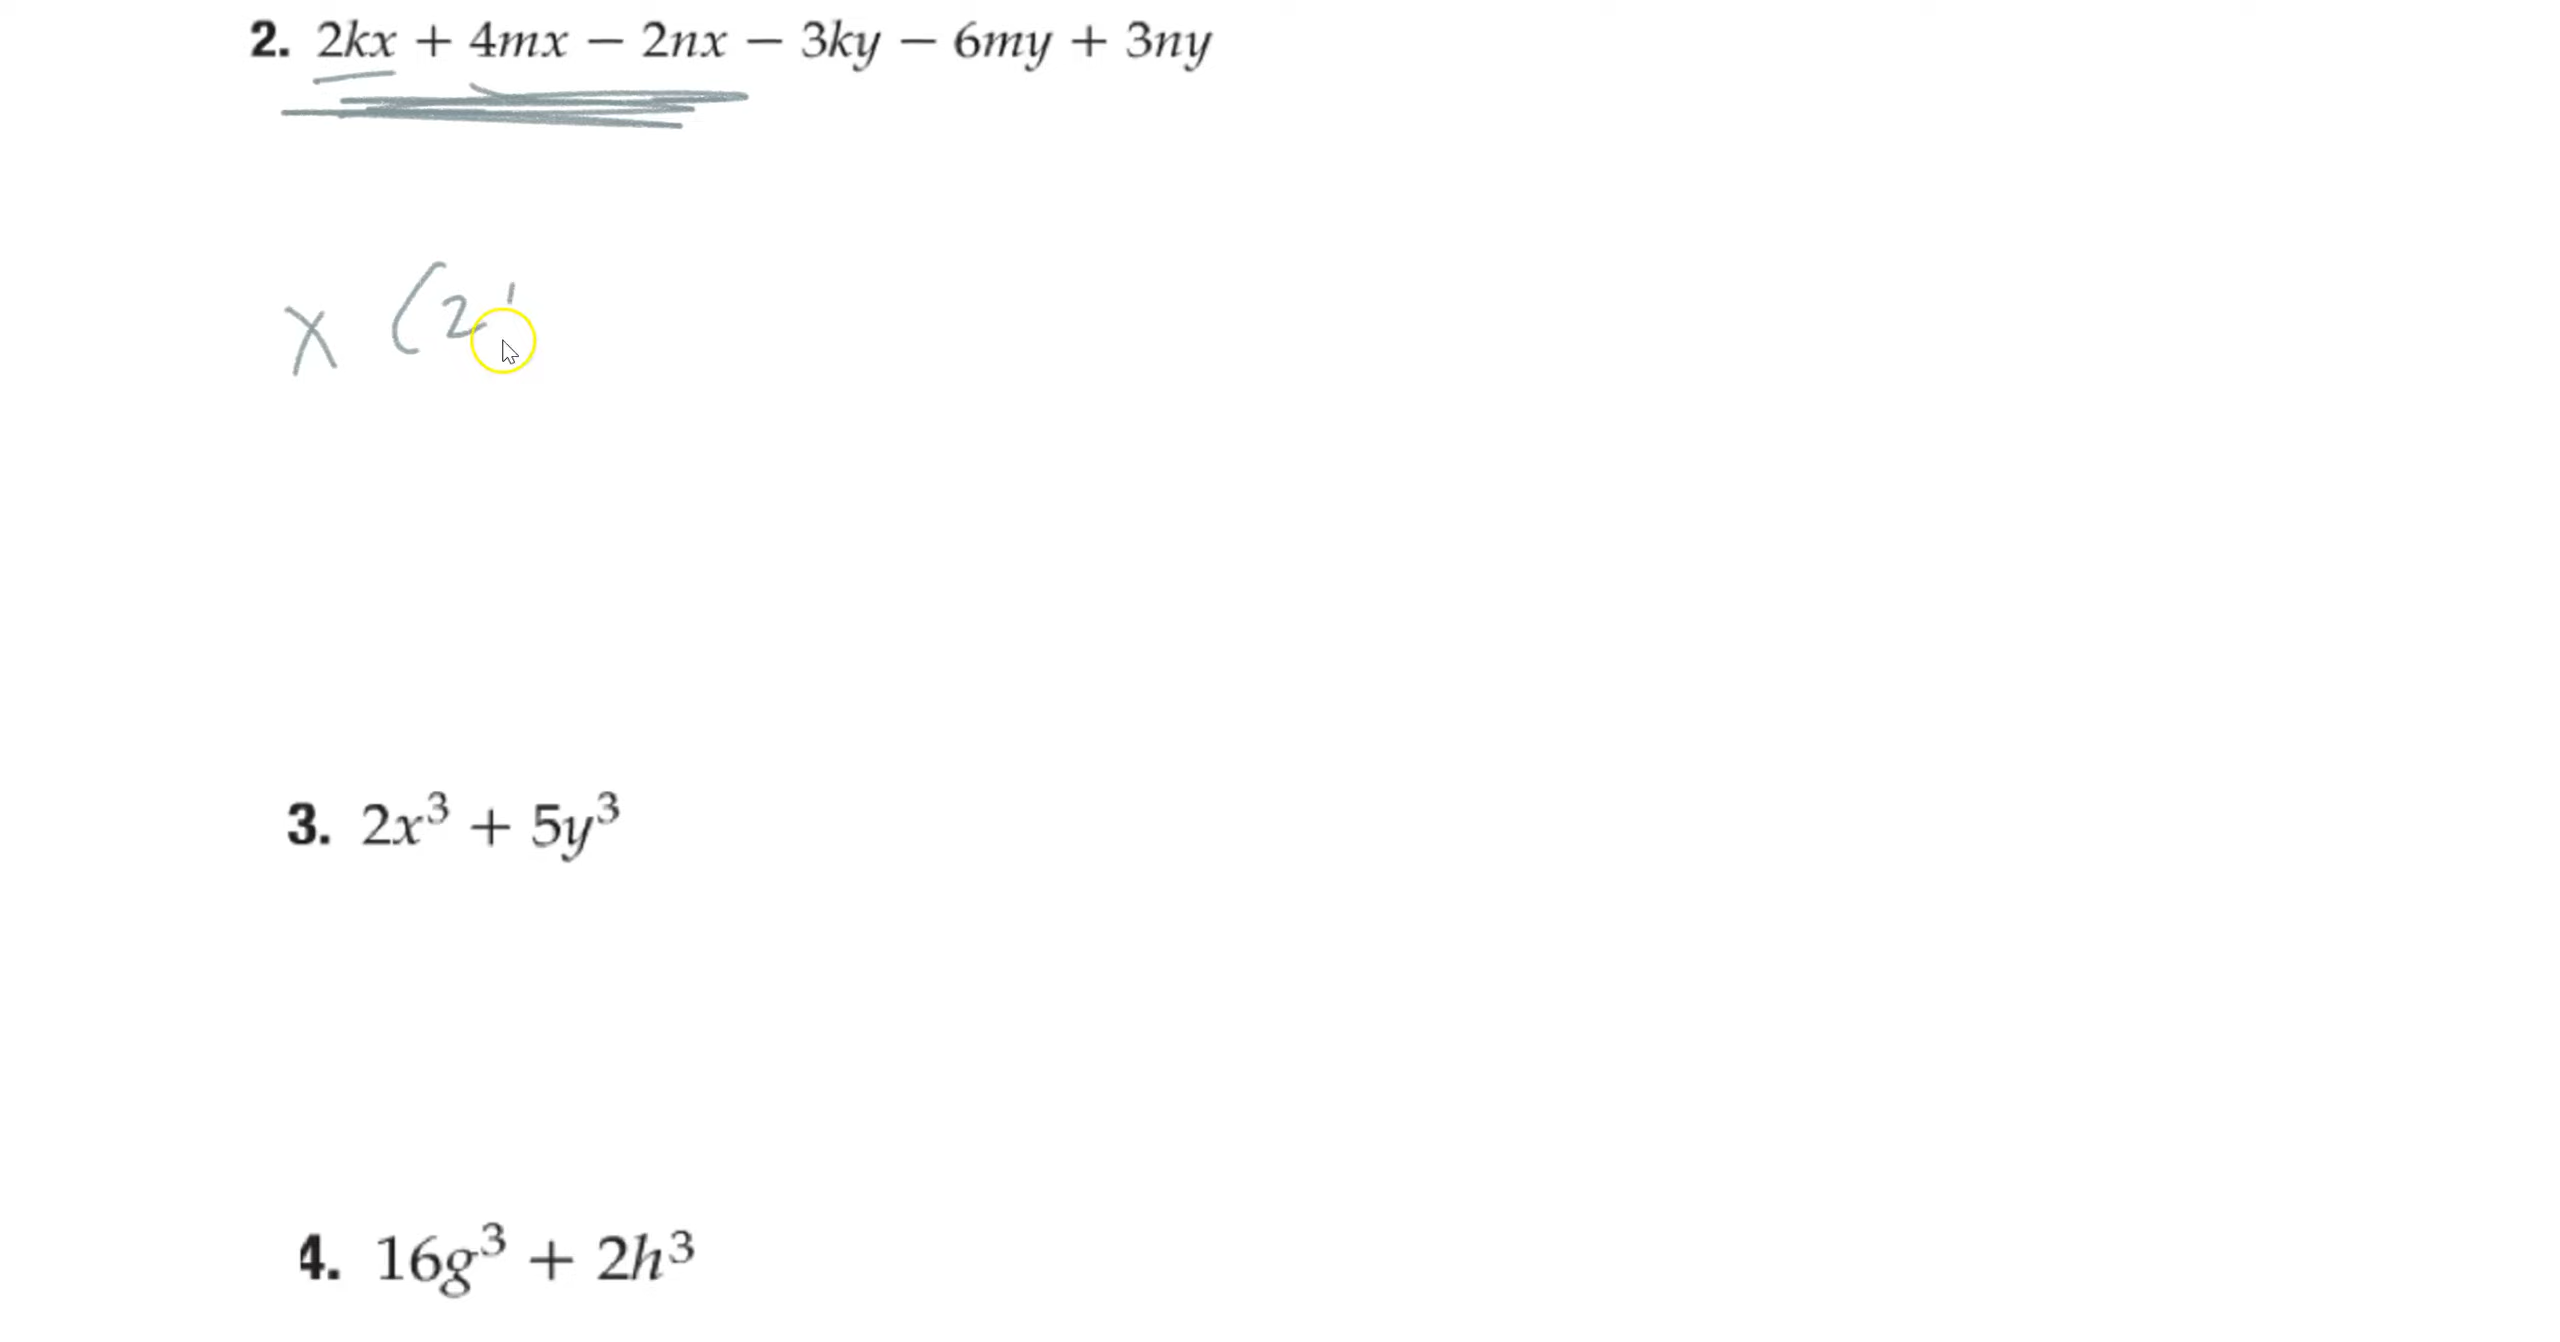 2. 2kx + 4mx − 2nx − 3ky − 6my + 3ny
x (2
3. 2x³ + 5y³
4. 16g³ + 2h³